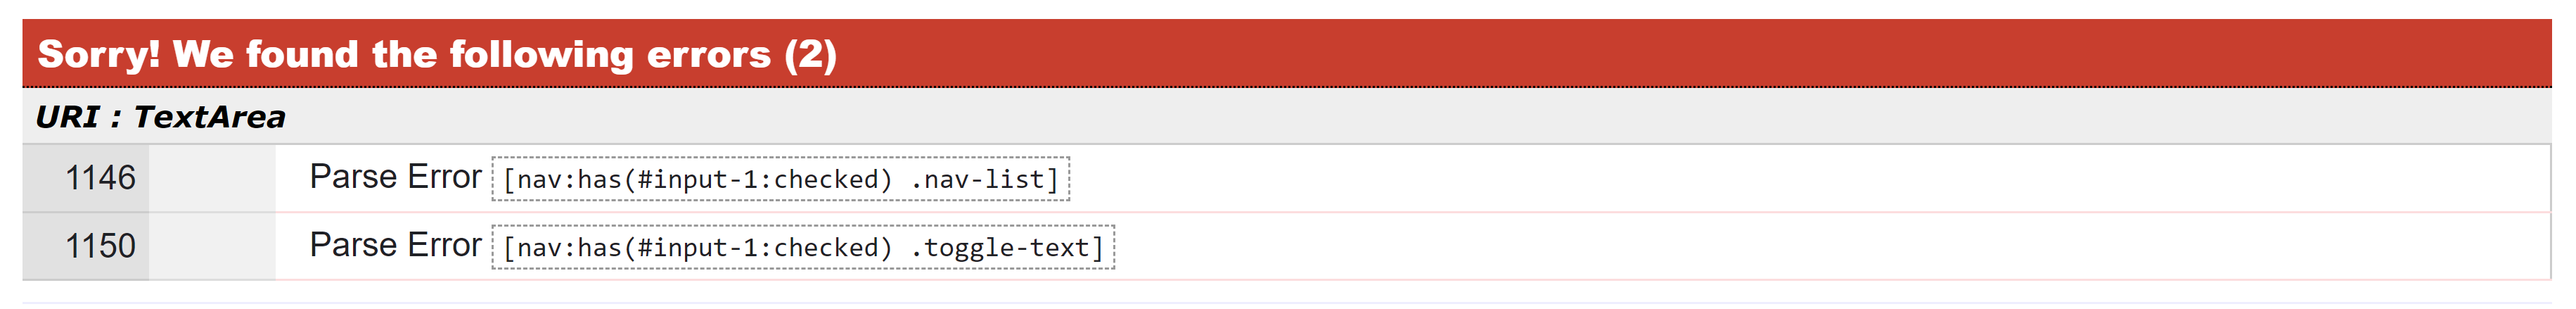 Sorry! We found the following errors (2)
URI : TextArea
1146 Parse Error [nav:has(#input-1:checked) .nav-list]
1150 Parse Error [nav:has(#input-1:checked) .toggle-text]